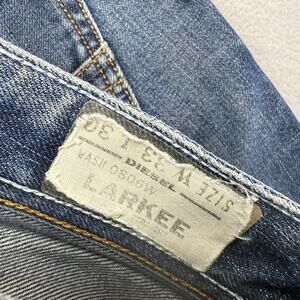 SIZE W 33 L 30
DIESEL
WASH 0806W
LARKEE